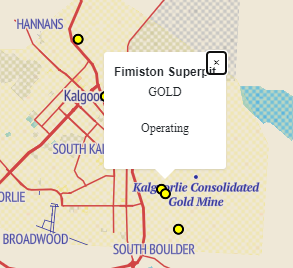 HANNANS
Fimiston Superpit
×
GOLD
Kalgoo
Operating
SOUTH KAL
Kalgoorlie Consolidated
Gold Mine
ORLIE
BROADWOOD
SOUTH BOULDER